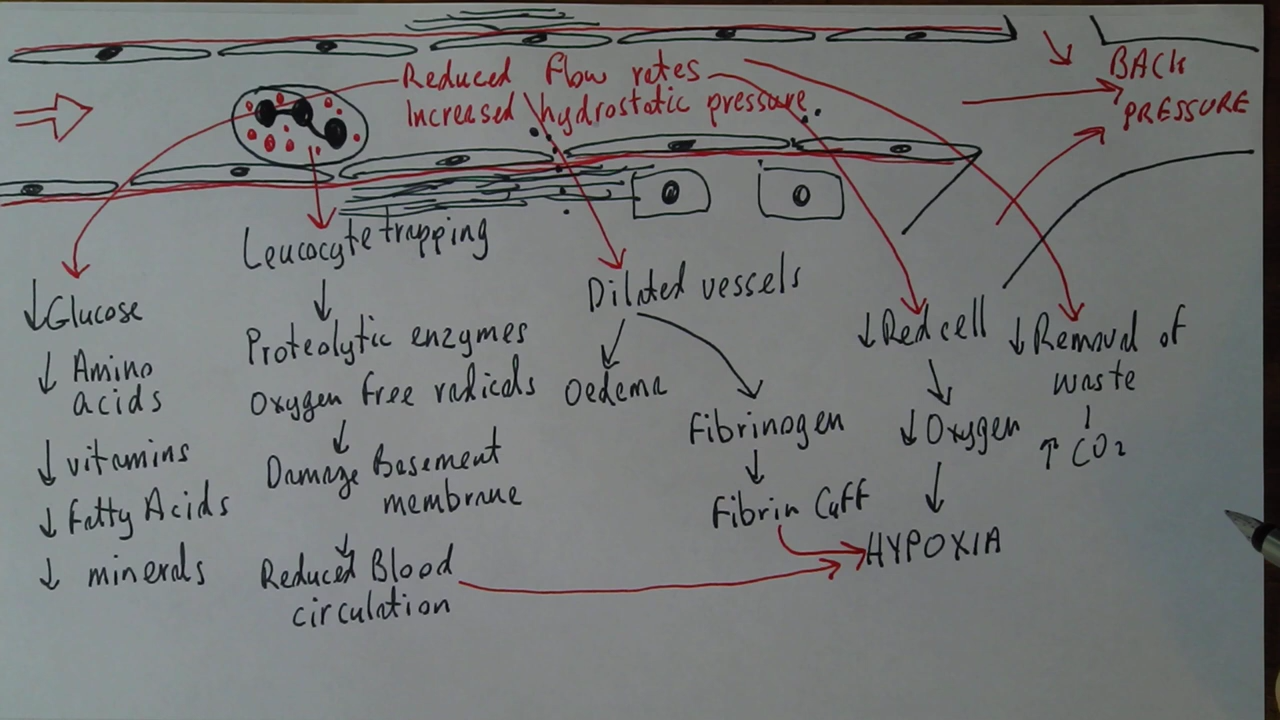 Reduced flow rates
Increased hydrostatic pressure
BACK
PRESSURE
Leucocyte trapping
↓
Proteolytic enzymes
Oxygen free radicals
↓
Damage Basement
membrane
↓
Reduced Blood
circulation
↓ Glucose
↓ Amino
acids
↓ vitamins
↓ Fatty Acids
↓ minerals
Dilated vessels
Oedema
Fibrinogen
↓
Fibrin Cuff
↓ Red cell
↓ Oxygen
↓
HYPOXIA
↓ Removal of
waste
↑ CO2